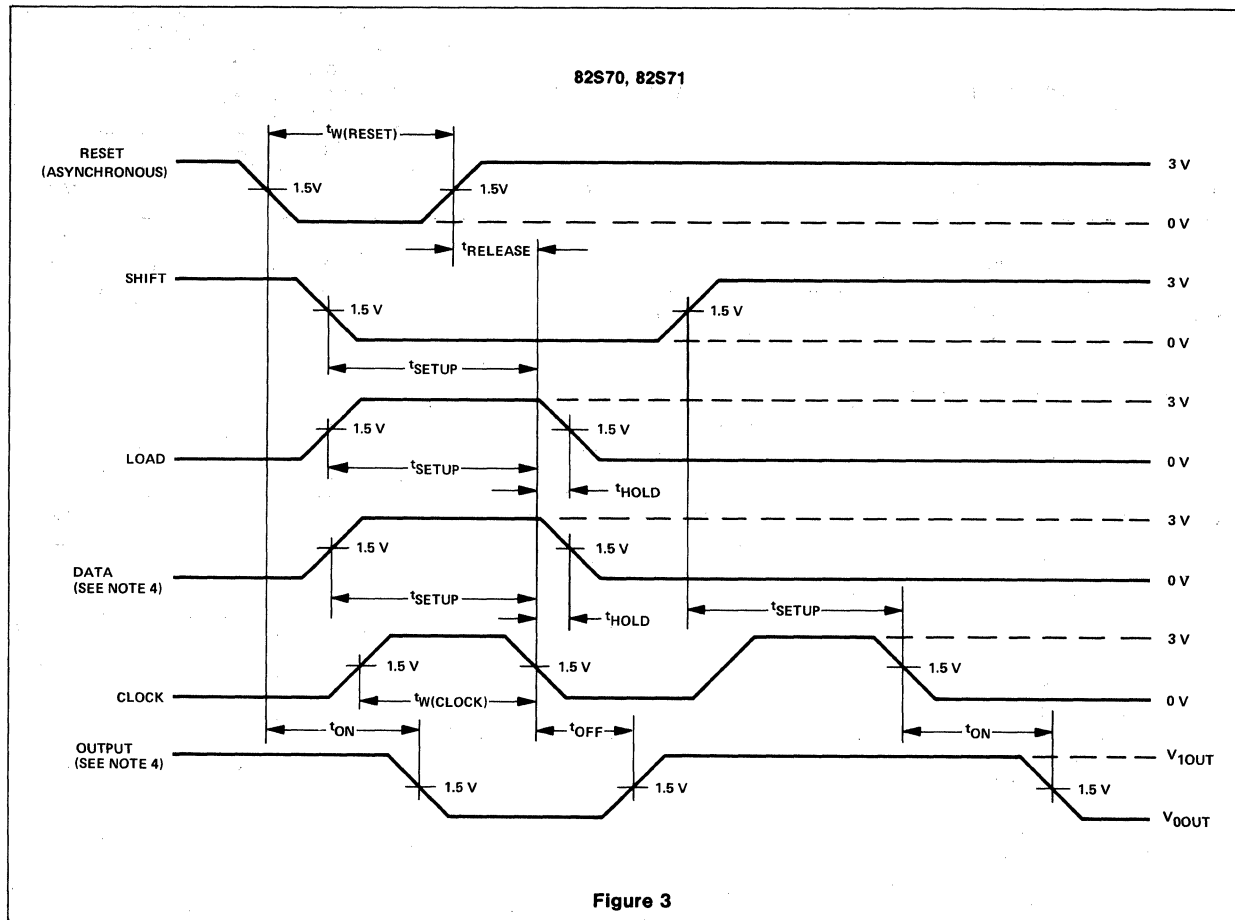 82S70, 82S71
tW(RESET)
RESET
(ASYNCHRONOUS)
3 V
1.5V
1.5V
0 V
tRELEASE
SHIFT
3 V
1.5 V
1.5 V
0 V
tSETUP
3 V
1.5 V
1.5 V
LOAD
0 V
tSETUP
tHOLD
3 V
1.5 V
1.5 V
DATA
(SEE NOTE 4)
0 V
tSETUP
tSETUP
tHOLD
3 V
1.5 V
1.5 V
1.5 V
CLOCK
0 V
tW(CLOCK)
tON
tOFF
tON
OUTPUT
(SEE NOTE 4)
V1OUT
1.5 V
1.5 V
1.5 V
V0OUT
Figure 3